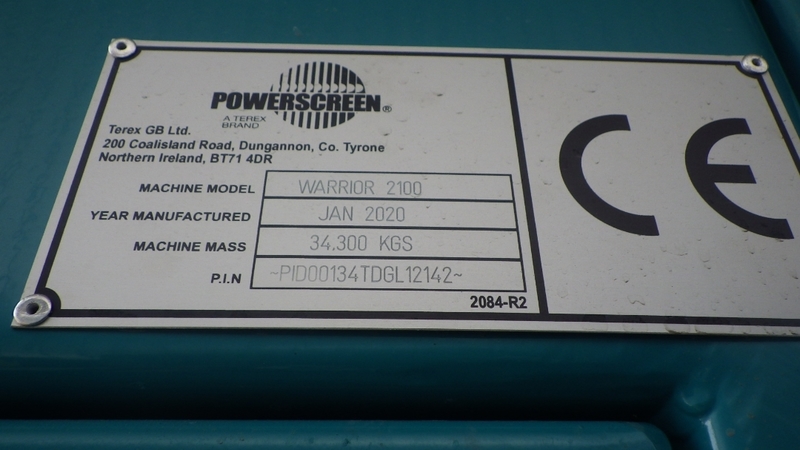 POWERSCREEN®
A TEREX
BRAND
Terex GB Ltd.
200 Coalisland Road, Dungannon, Co. Tyrone
Northern Ireland, BT71 4DR
MACHINE MODEL WARRIOR 2100
YEAR MANUFACTURED JAN 2020
MACHINE MASS 34,300 KGS
P.I.N ~PID00134TDGL12142~
2084-R2
CE